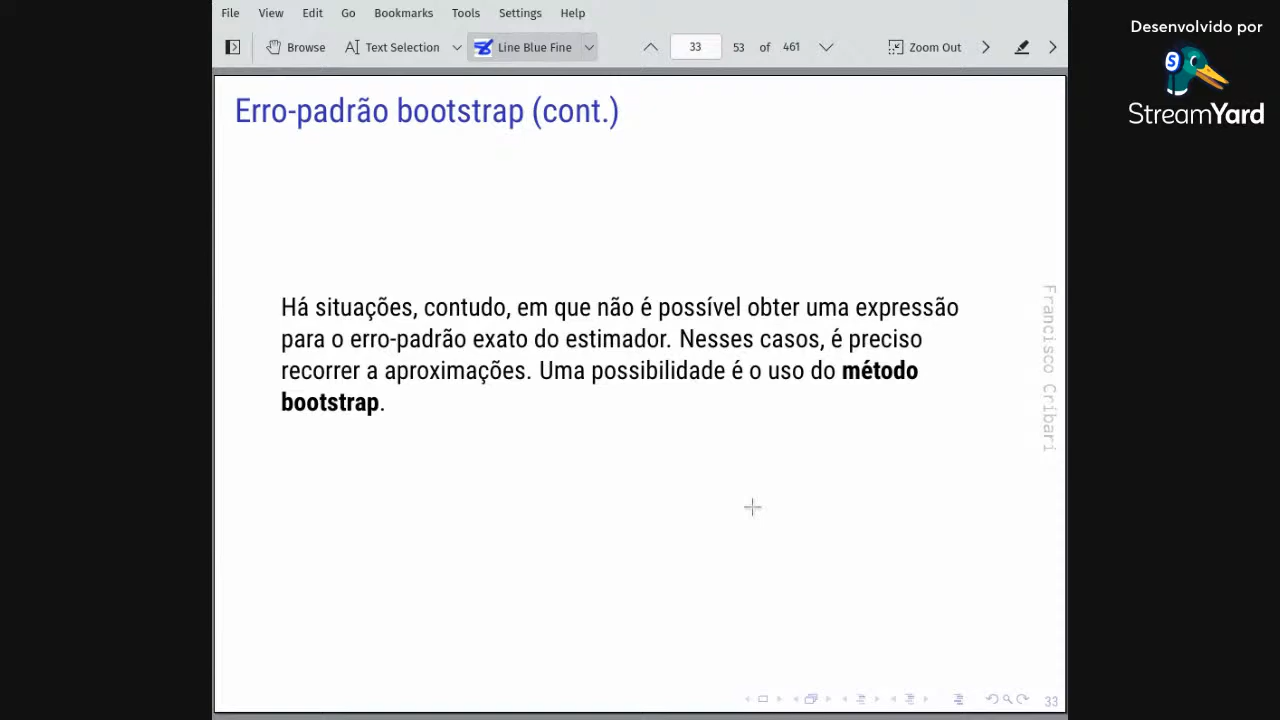 File View Edit Go Bookmarks Tools Settings Help
Browse Text Selection Line Blue Fine 33 53 of 461 Zoom Out
Desenvolvido por
StreamYard
Erro-padrão bootstrap (cont.)
Há situações, contudo, em que não é possível obter uma expressão
para o erro-padrão exato do estimador. Nesses casos, é preciso
recorrer a aproximações. Uma possibilidade é o uso do método
bootstrap.
Francisco Cribari
33